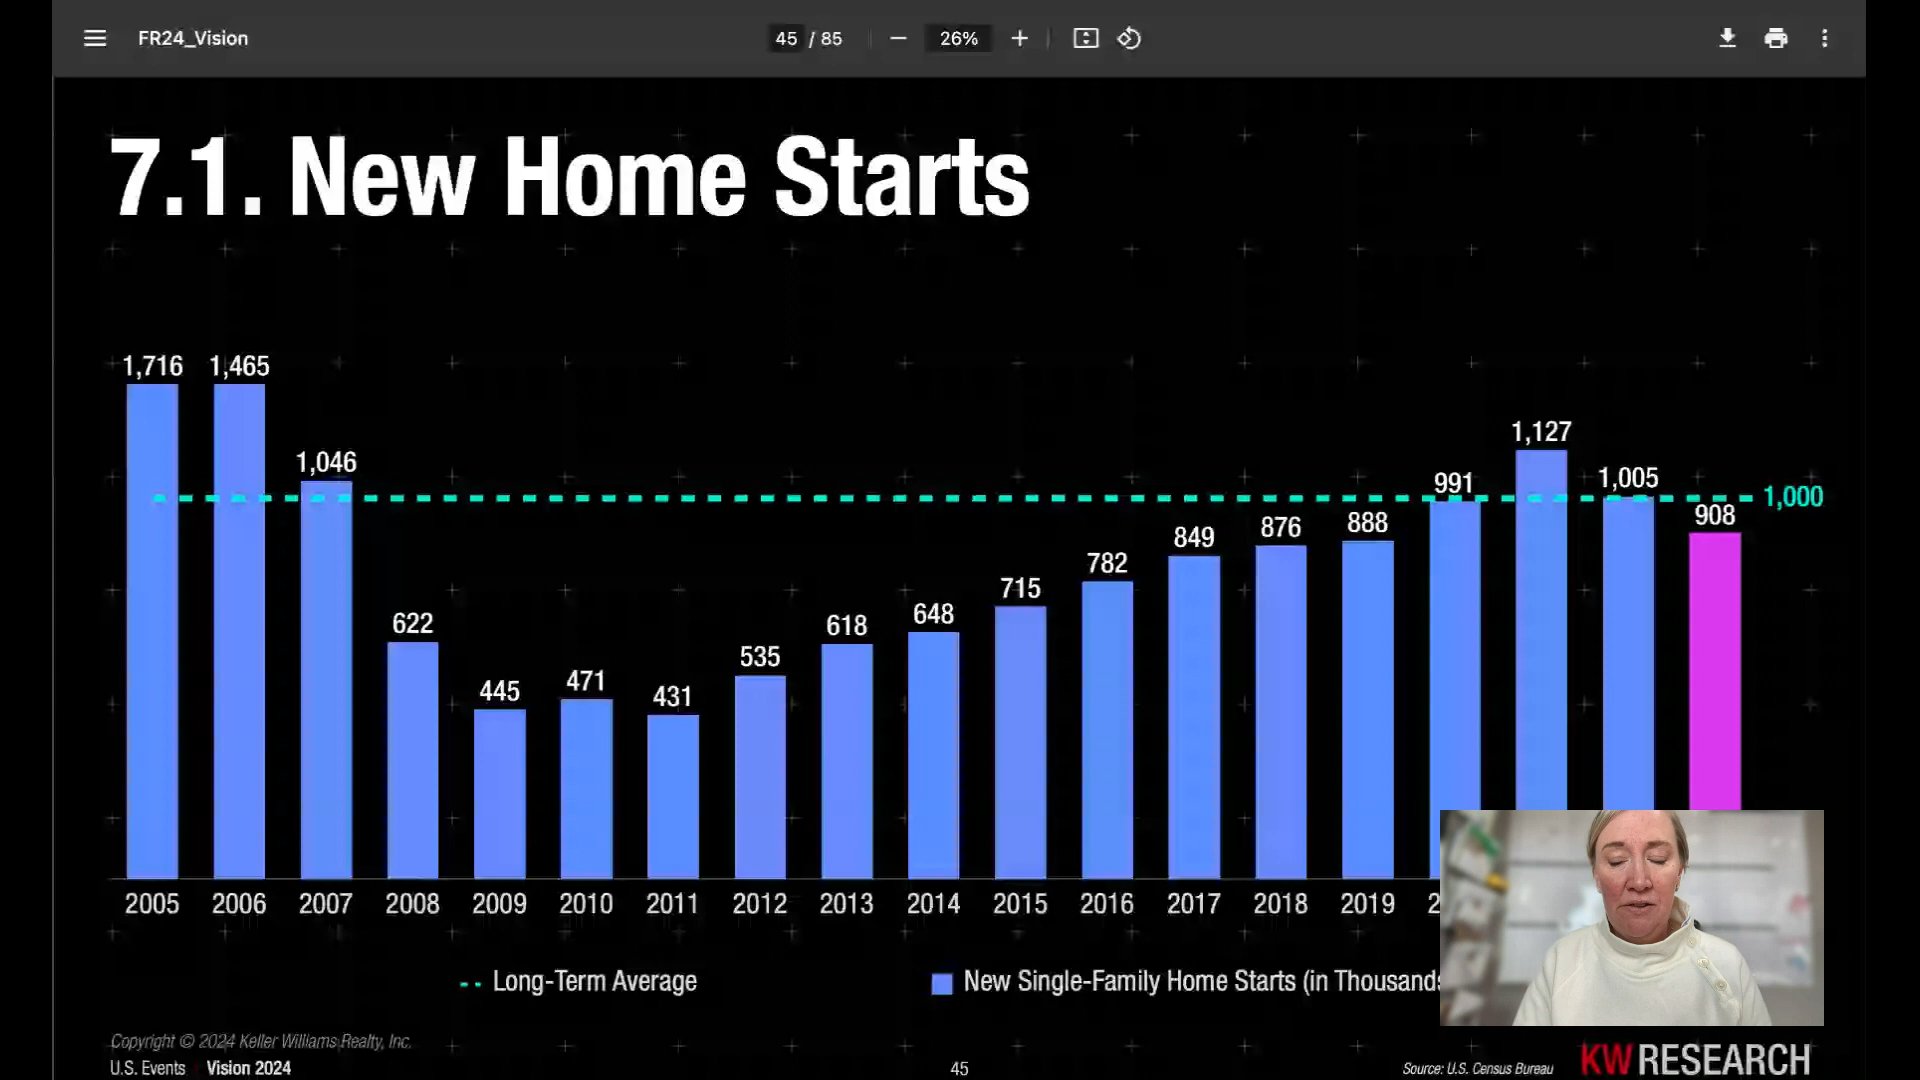 FR24_Vision
45 / 85
26%
7.1. New Home Starts
1,716
1,465
1,046
622
445
471
431
535
618
648
715
782
849
876
888
991
1,127
1,005
908
1,000
2005 2006 2007 2008 2009 2010 2011 2012 2013 2014 2015 2016 2017 2018 2019 2
Long-Term Average
New Single-Family Home Starts (in Thousands
Copyright © 2024 Keller Williams Realty, Inc.
U.S. Events Vision 2024
45
Source: U.S. Census Bureau
KW RESEARCH